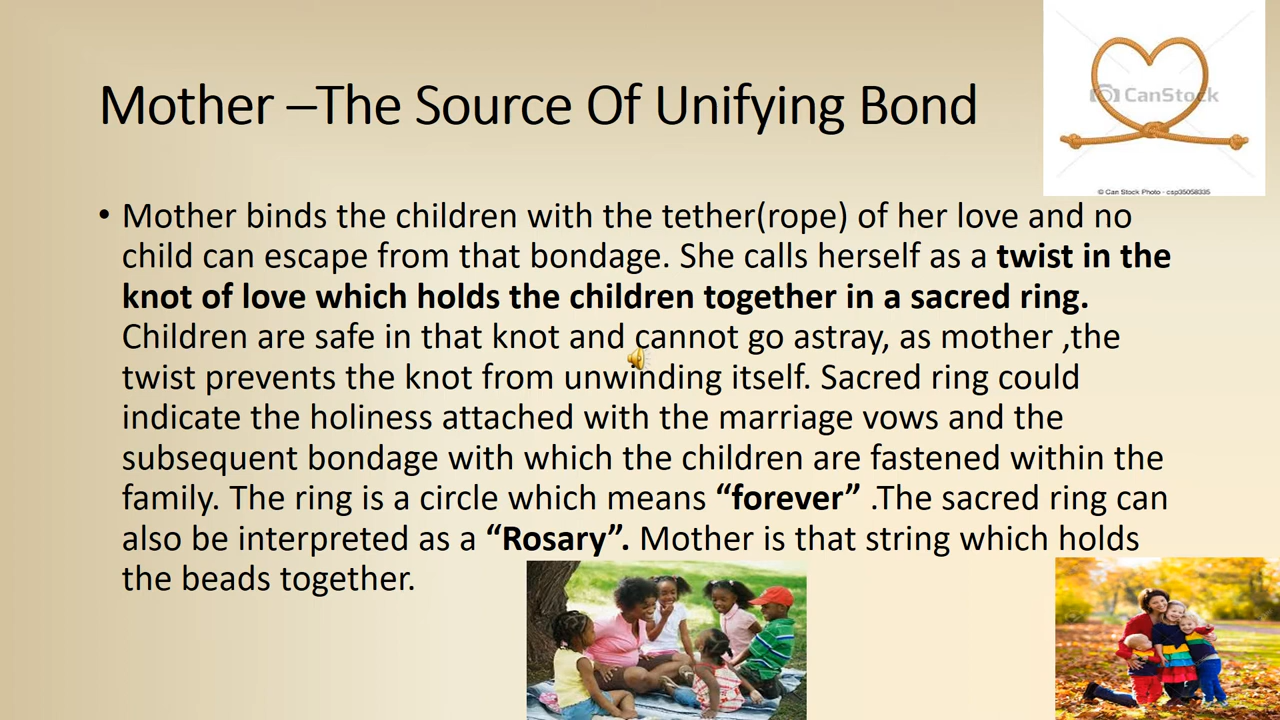 CanStock
© Can Stock Photo - csp35058335
Mother –The Source Of Unifying Bond
• Mother binds the children with the tether(rope) of her love and no
child can escape from that bondage. She calls herself as a twist in the
knot of love which holds the children together in a sacred ring.
Children are safe in that knot and cannot go astray, as mother ,the
twist prevents the knot from unwinding itself. Sacred ring could
indicate the holiness attached with the marriage vows and the
subsequent bondage with which the children are fastened within the
family. The ring is a circle which means “forever” .The sacred ring can
also be interpreted as a “Rosary”. Mother is that string which holds
the beads together.